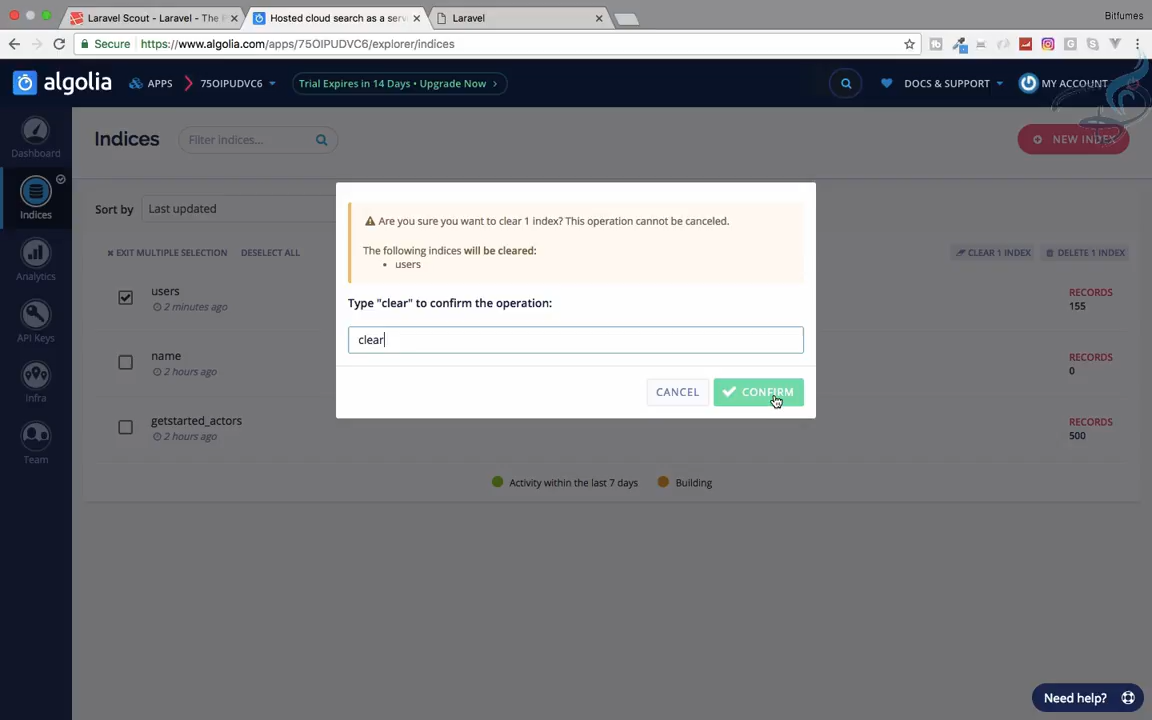 Laravel Scout - Laravel - The P
Hosted cloud search as a serv
Laravel
Bitfumes
Secure
https://www.algolia.com/apps/75OIPUDVC6/explorer/indices
algolia
APPS
75OIPUDVC6
Trial Expires in 14 Days • Upgrade Now >
DOCS & SUPPORT
MY ACCOUNT
Dashboard
Indices
Analytics
API Keys
Infra
Team
Indices
Filter indices...
NEW INDEX
Sort by
Last updated
EXIT MULTIPLE SELECTION
DESELECT ALL
CLEAR 1 INDEX
DELETE 1 INDEX
users
2 minutes ago
RECORDS
155
name
2 hours ago
RECORDS
0
getstarted_actors
2 hours ago
RECORDS
500
Activity within the last 7 days
Building
Are you sure you want to clear 1 index? This operation cannot be canceled.
The following indices will be cleared:
• users
Type "clear" to confirm the operation:
clear
CANCEL
CONFIRM
Need help?